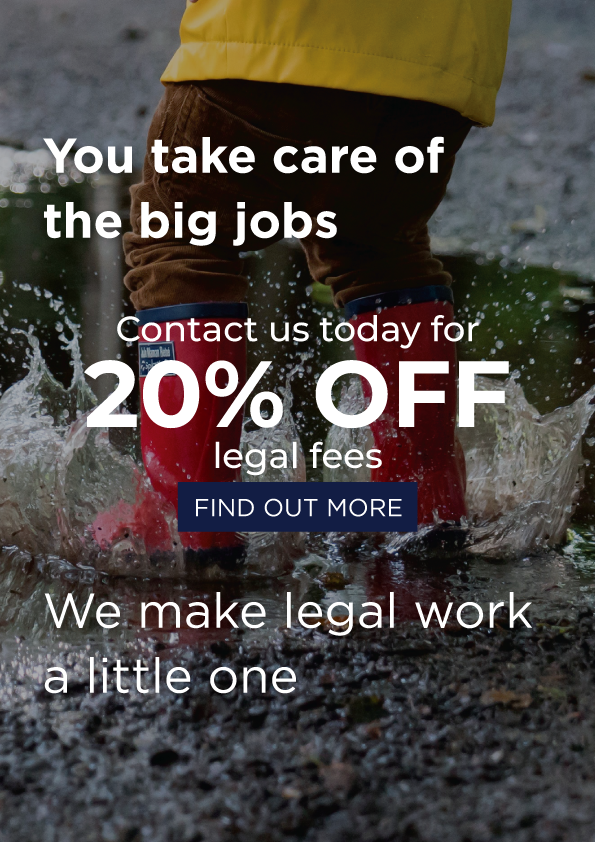 You take care of
the big jobs
Contact us today for
20% OFF
legal fees
FIND OUT MORE
We make legal work
a little one